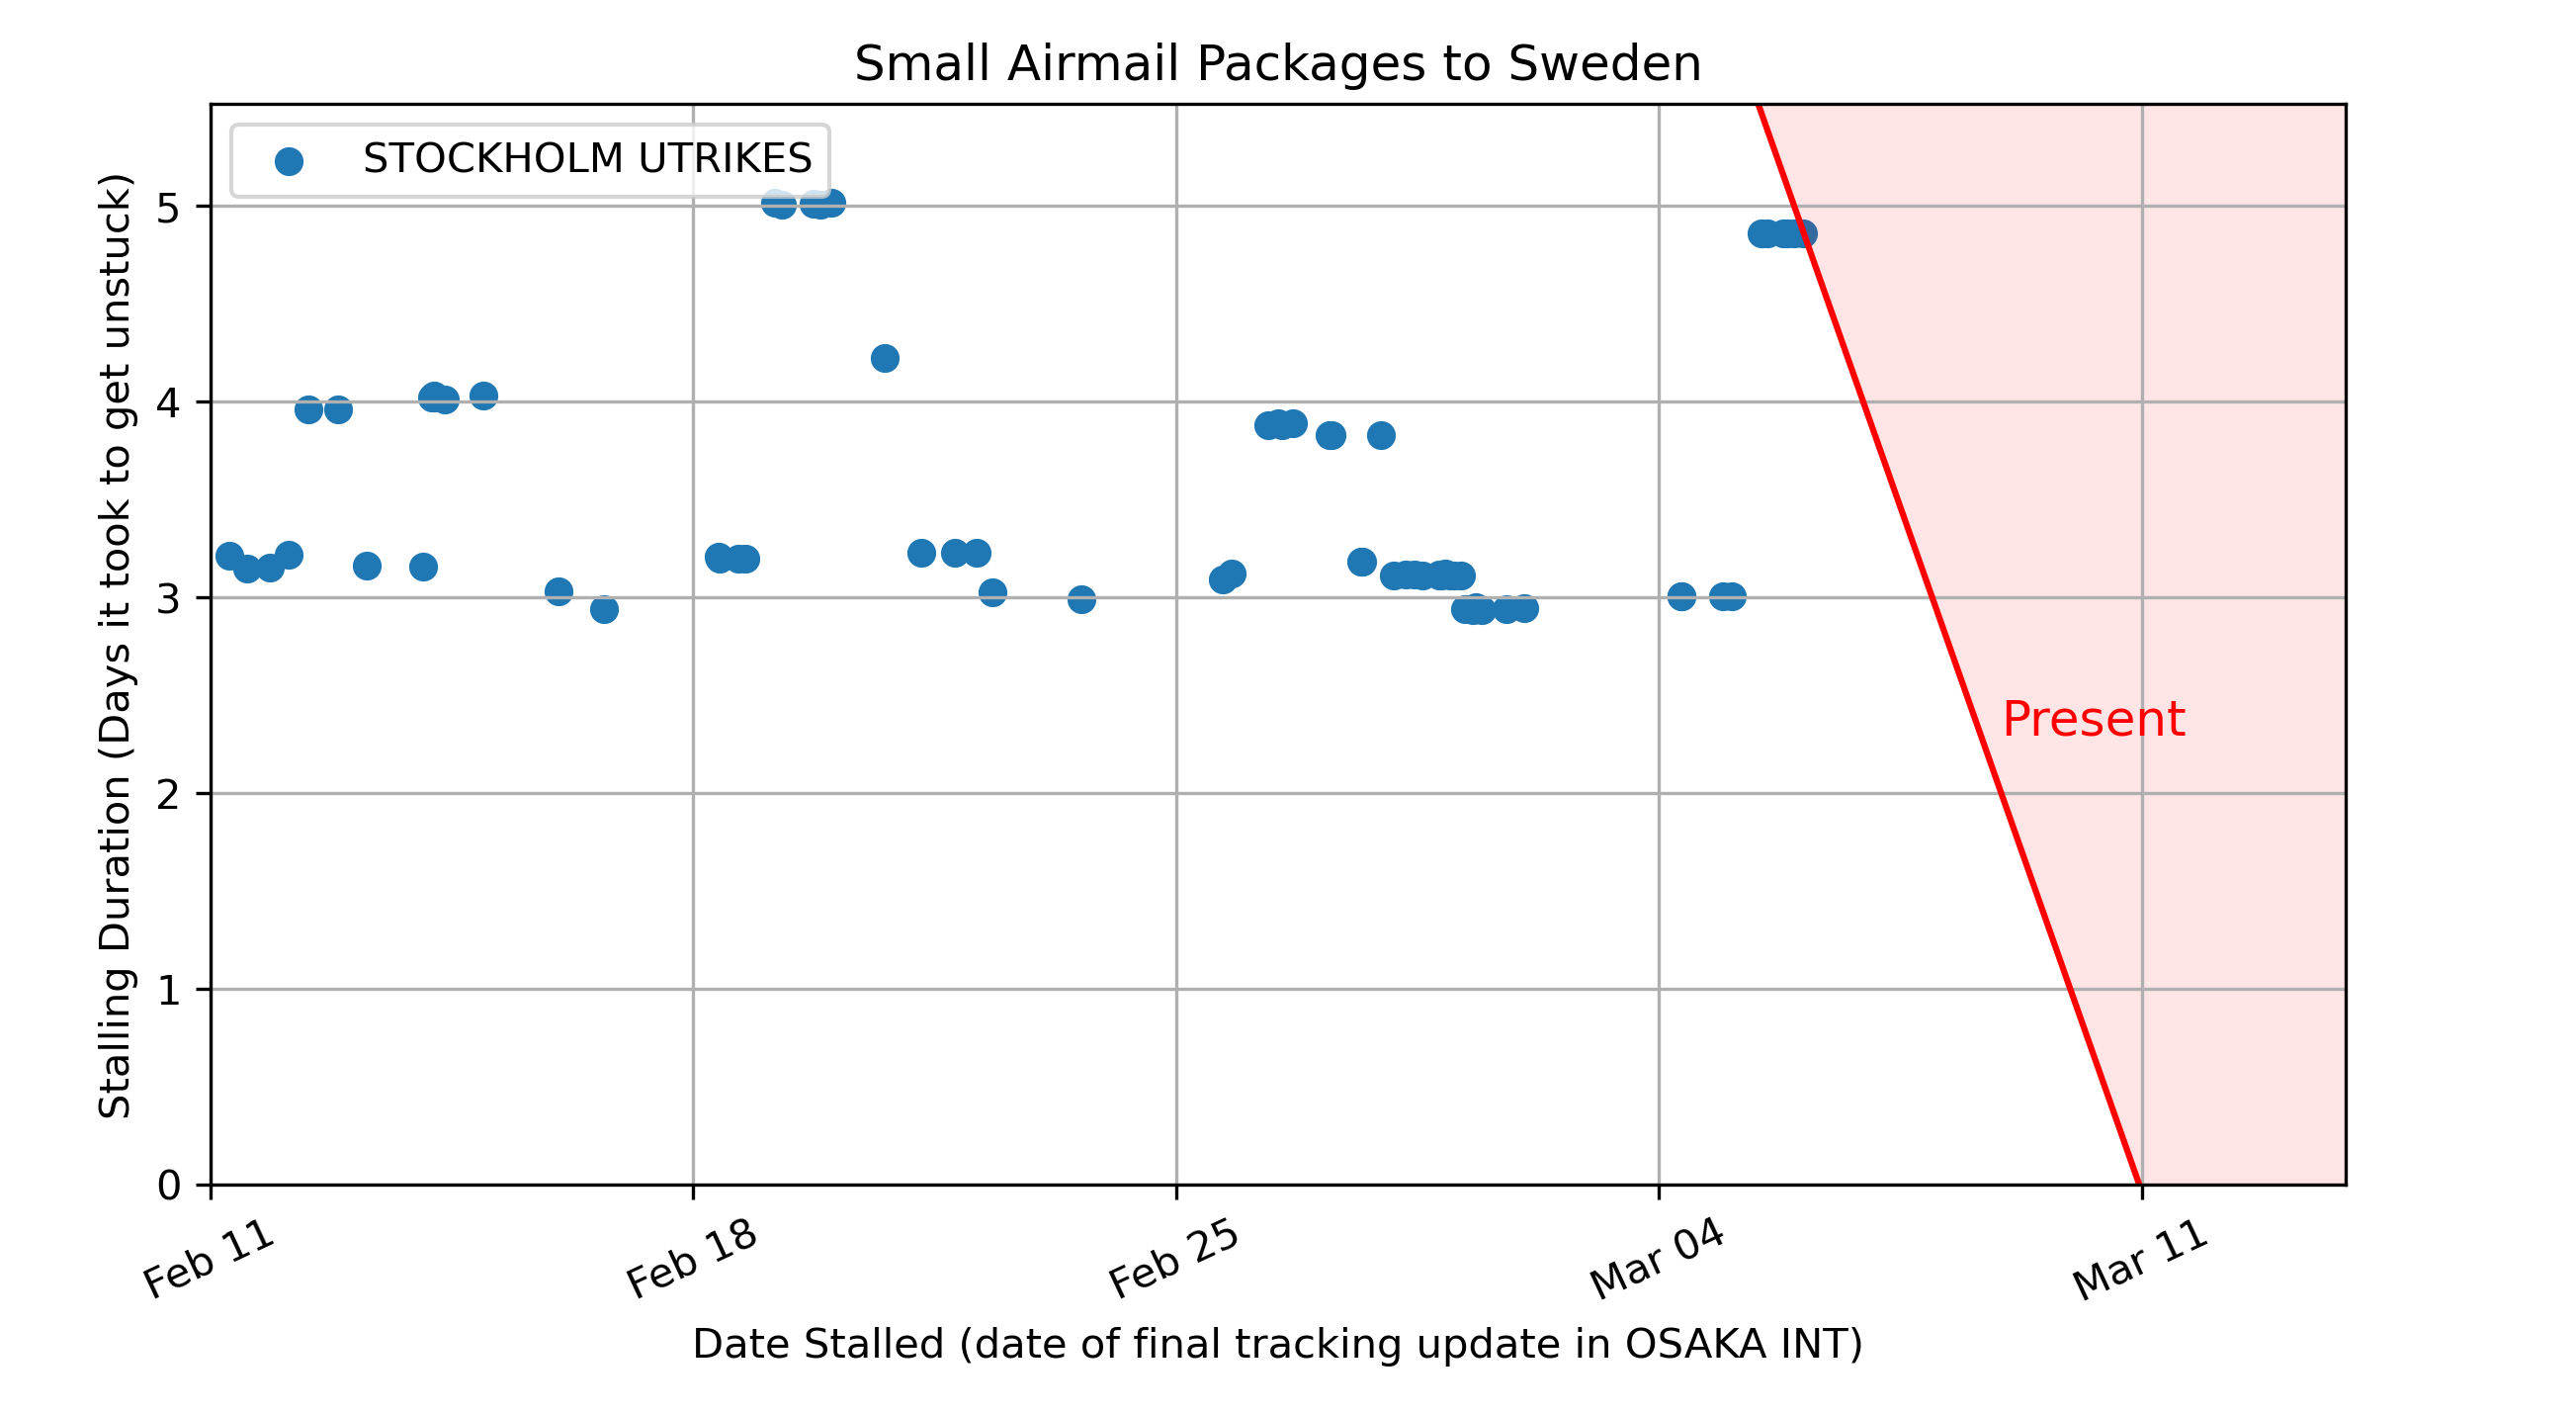 Small Airmail Packages to Sweden
STOCKHOLM UTRIKES
Stalling Duration (Days it took to get unstuck)
5
4
3
2
1
0
Present
Feb 11
Feb 18
Feb 25
Mar 04
Mar 11
Date Stalled (date of final tracking update in OSAKA INT)